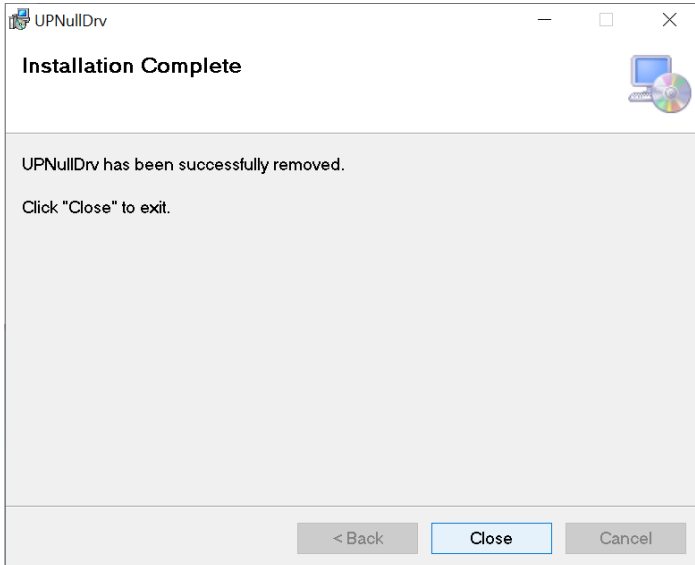 UPNullDrv
Installation Complete
UPNullDrv has been successfully removed.
Click "Close" to exit.
< Back
Close
Cancel